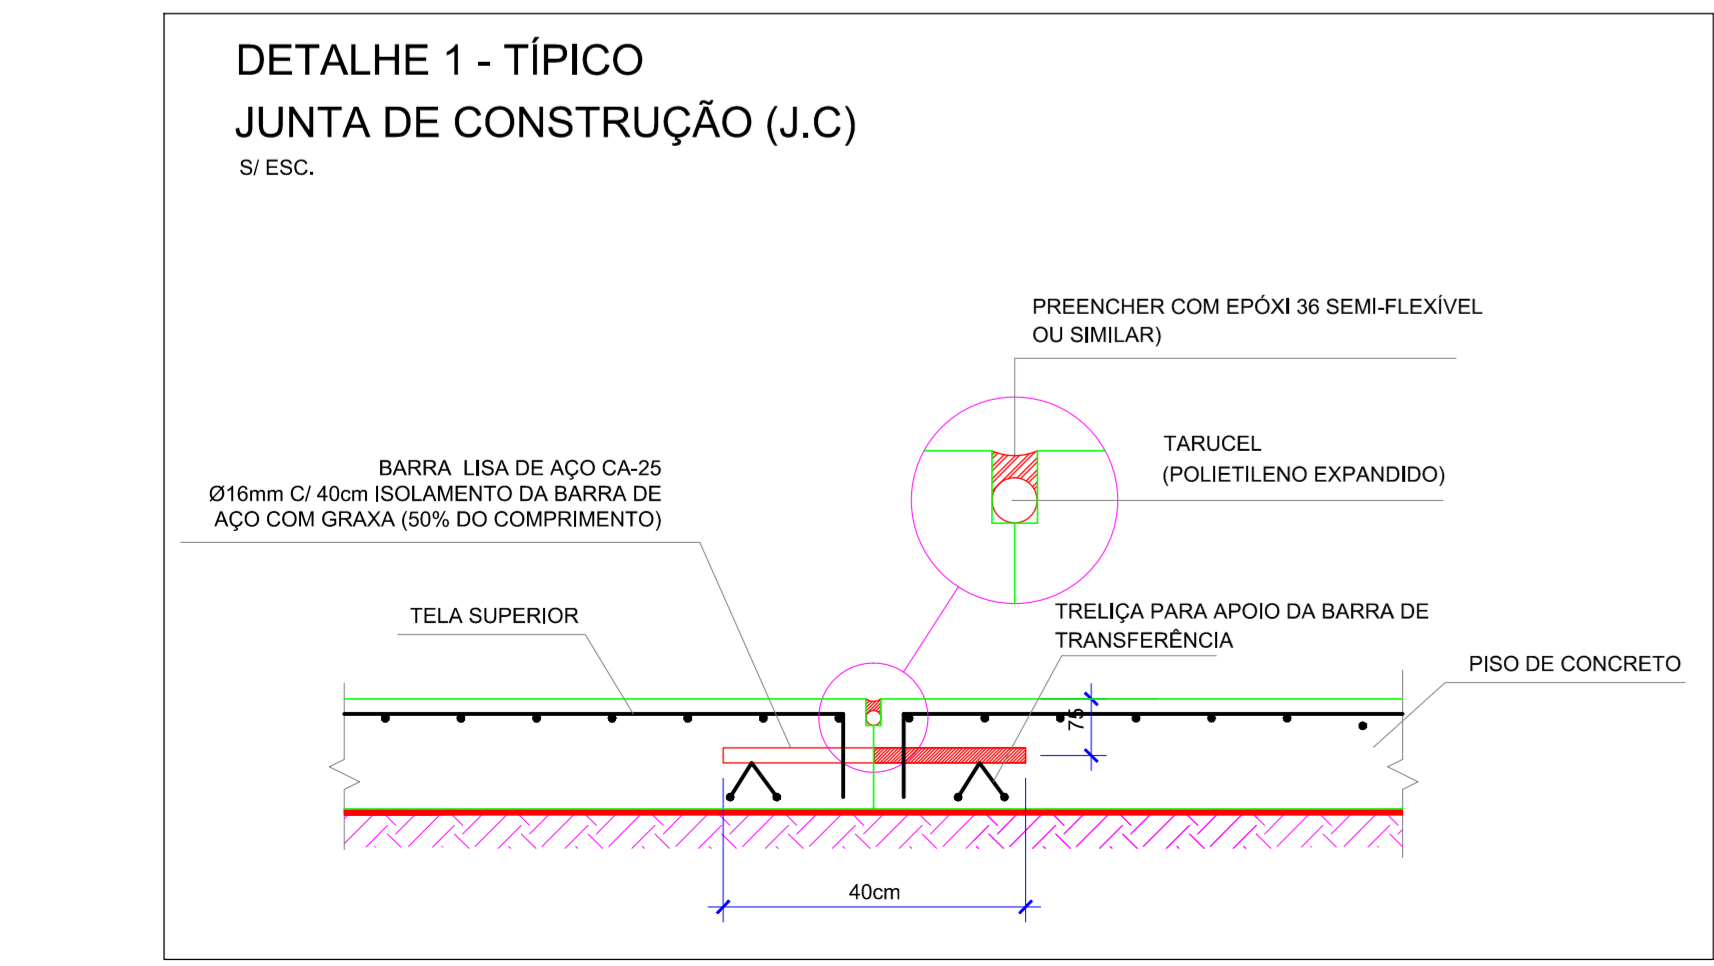 DETALHE 1 - TÍPICO
JUNTA DE CONSTRUÇÃO (J.C)
S/ ESC.
PREENCHER COM EPÓXI 36 SEMI-FLEXÍVEL
OU SIMILAR)
TARUCEL
(POLIETILENO EXPANDIDO)
BARRA LISA DE AÇO CA-25
Ø16mm C/ 40cm ISOLAMENTO DA BARRA DE
AÇO COM GRAXA (50% DO COMPRIMENTO)
TELA SUPERIOR
TRELIÇA PARA APOIO DA BARRA DE
TRANSFERÊNCIA
PISO DE CONCRETO
75
40cm